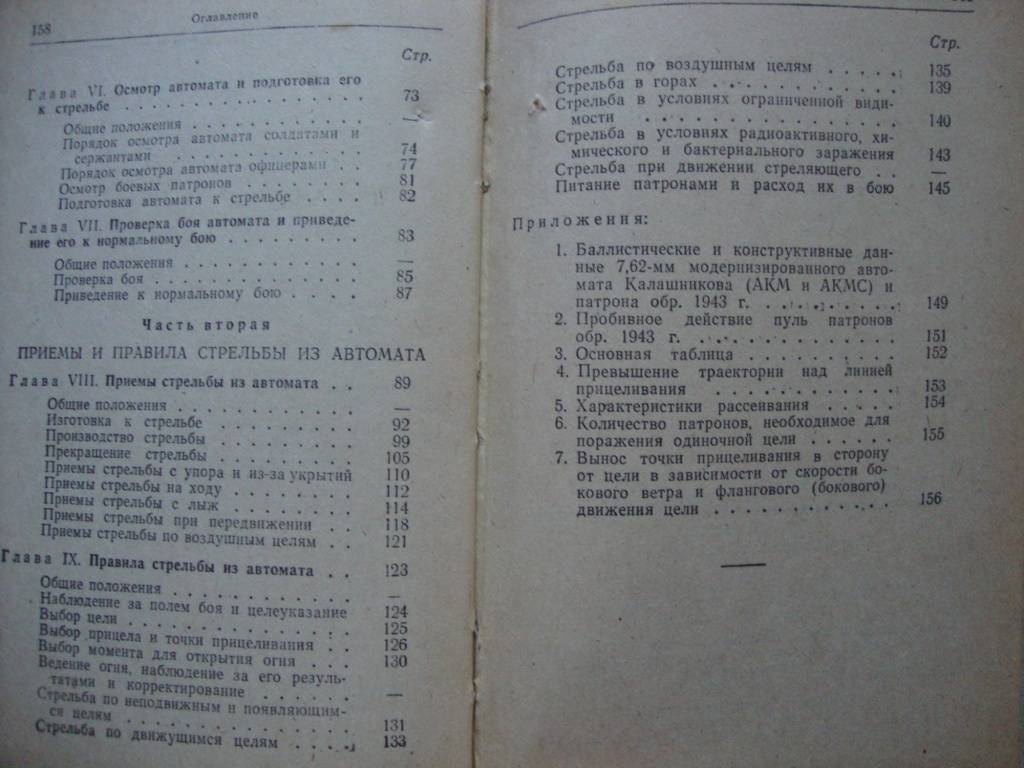 158
Оглавление
Стр.
Глава VI. Осмотр автомата и подготовка его
к стрельбе . . . . . . . . . . . . . . . . 73
Общие положения . . . . . . . . . . . —
Порядок осмотра автомата солдатами и
сержантами . . . . . . . . . . . . 74
Порядок осмотра автомата офицерами . . 77
Осмотр боевых патронов . . . . . . . . 81
Подготовка автомата к стрельбе . . . . 82
Глава VII. Проверка боя автомата и приведе-
ние его к нормальному бою . . . . . . . . . 83
Общие положения . . . . . . . . . . . —
Проверка боя . . . . . . . . . . . . . 85
Приведение к нормальному бою . . . . 87
Часть вторая
ПРИЕМЫ И ПРАВИЛА СТРЕЛЬБЫ ИЗ АВТОМАТА
Глава VIII. Приемы стрельбы из автомата . . 89
Общие положения . . . . . . . . . . . —
Изготовка к стрельбе . . . . . . . . . 92
Производство стрельбы . . . . . . . . 99
Прекращение стрельбы . . . . . . . . 105
Приемы стрельбы с упора и из-за укрытий 110
Приемы стрельбы на ходу . . . . . . . 112
Приемы стрельбы с лыж . . . . . . . . 114
Приемы стрельбы при передвижении . . 118
Приемы стрельбы по воздушным целям . . 121
Глава IX. Правила стрельбы из автомата . . 123
Общие положения . . . . . . . . . . . —
Наблюдение за полем боя и целеуказание 124
Выбор цели . . . . . . . . . . . . . . 125
Выбор прицела и точки прицеливания . . 126
Выбор момента для открытия огня . . . 130
Ведение огня, наблюдение за его резуль-
татами и корректирование . . . . . . —
Стрельба по неподвижным и появляющим-
ся целям . . . . . . . . . . . . . 131
Стрельба по движущимся целям . . . . 133
Стр.
Стрельба по воздушным целям . . . . . 135
Стрельба в горах . . . . . . . . . . . 139
Стрельба в условиях ограниченной види-
мости . . . . . . . . . . . . . . . 140
Стрельба в условиях радиоактивного, хи-
мического и бактериального заражения 143
Стрельба при движении стреляющего . . —
Питание патронами и расход их в бою 145
Приложения:
1. Баллистические и конструктивные дан-
ные 7,62-мм модернизированного авто-
мата Калашникова (АКМ и АКМС) и
патрона обр. 1943 г. . . . . . . . . . 149
2. Пробивное действие пуль патронов
обр. 1943 г. . . . . . . . . . . . . . 151
3. Основная таблица . . . . . . . . . . 152
4. Превышение траектории над линией
прицеливания . . . . . . . . . . . . 153
5. Характеристики рассеивания . . . . . 154
6. Количество патронов, необходимое для
поражения одиночной цели . . . . . . 155
7. Вынос точки прицеливания в сторону
от цели в зависимости от скорости бо-
кового ветра и флангового (бокового)
движения цели . . . . . . . . . . . . 156